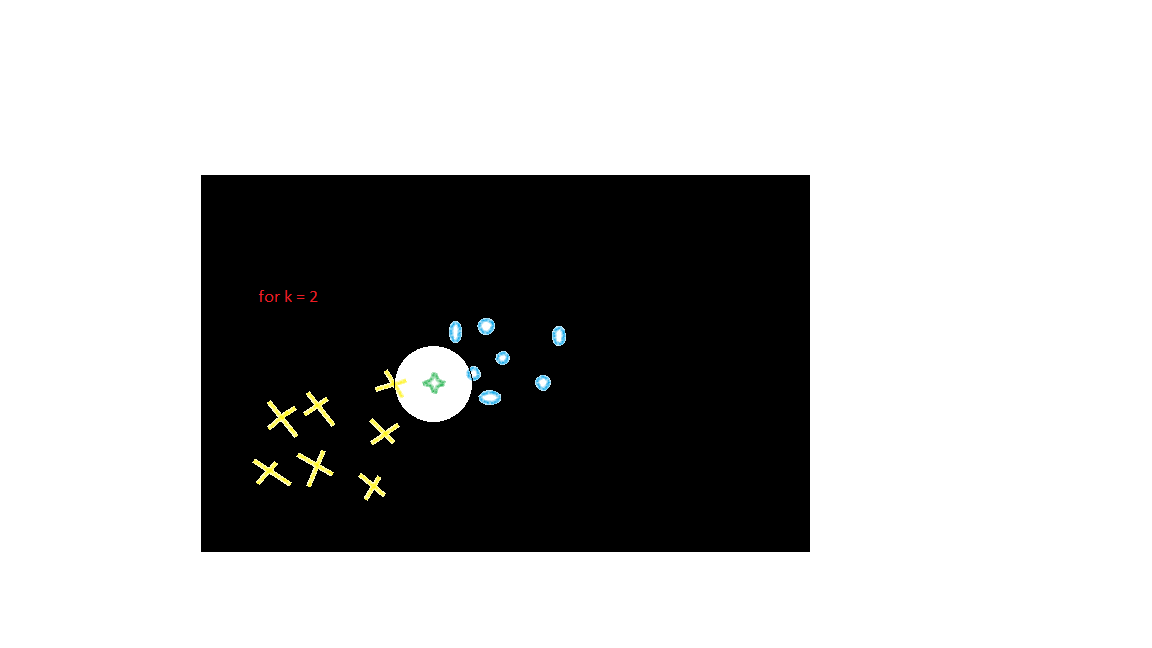 for k = 2